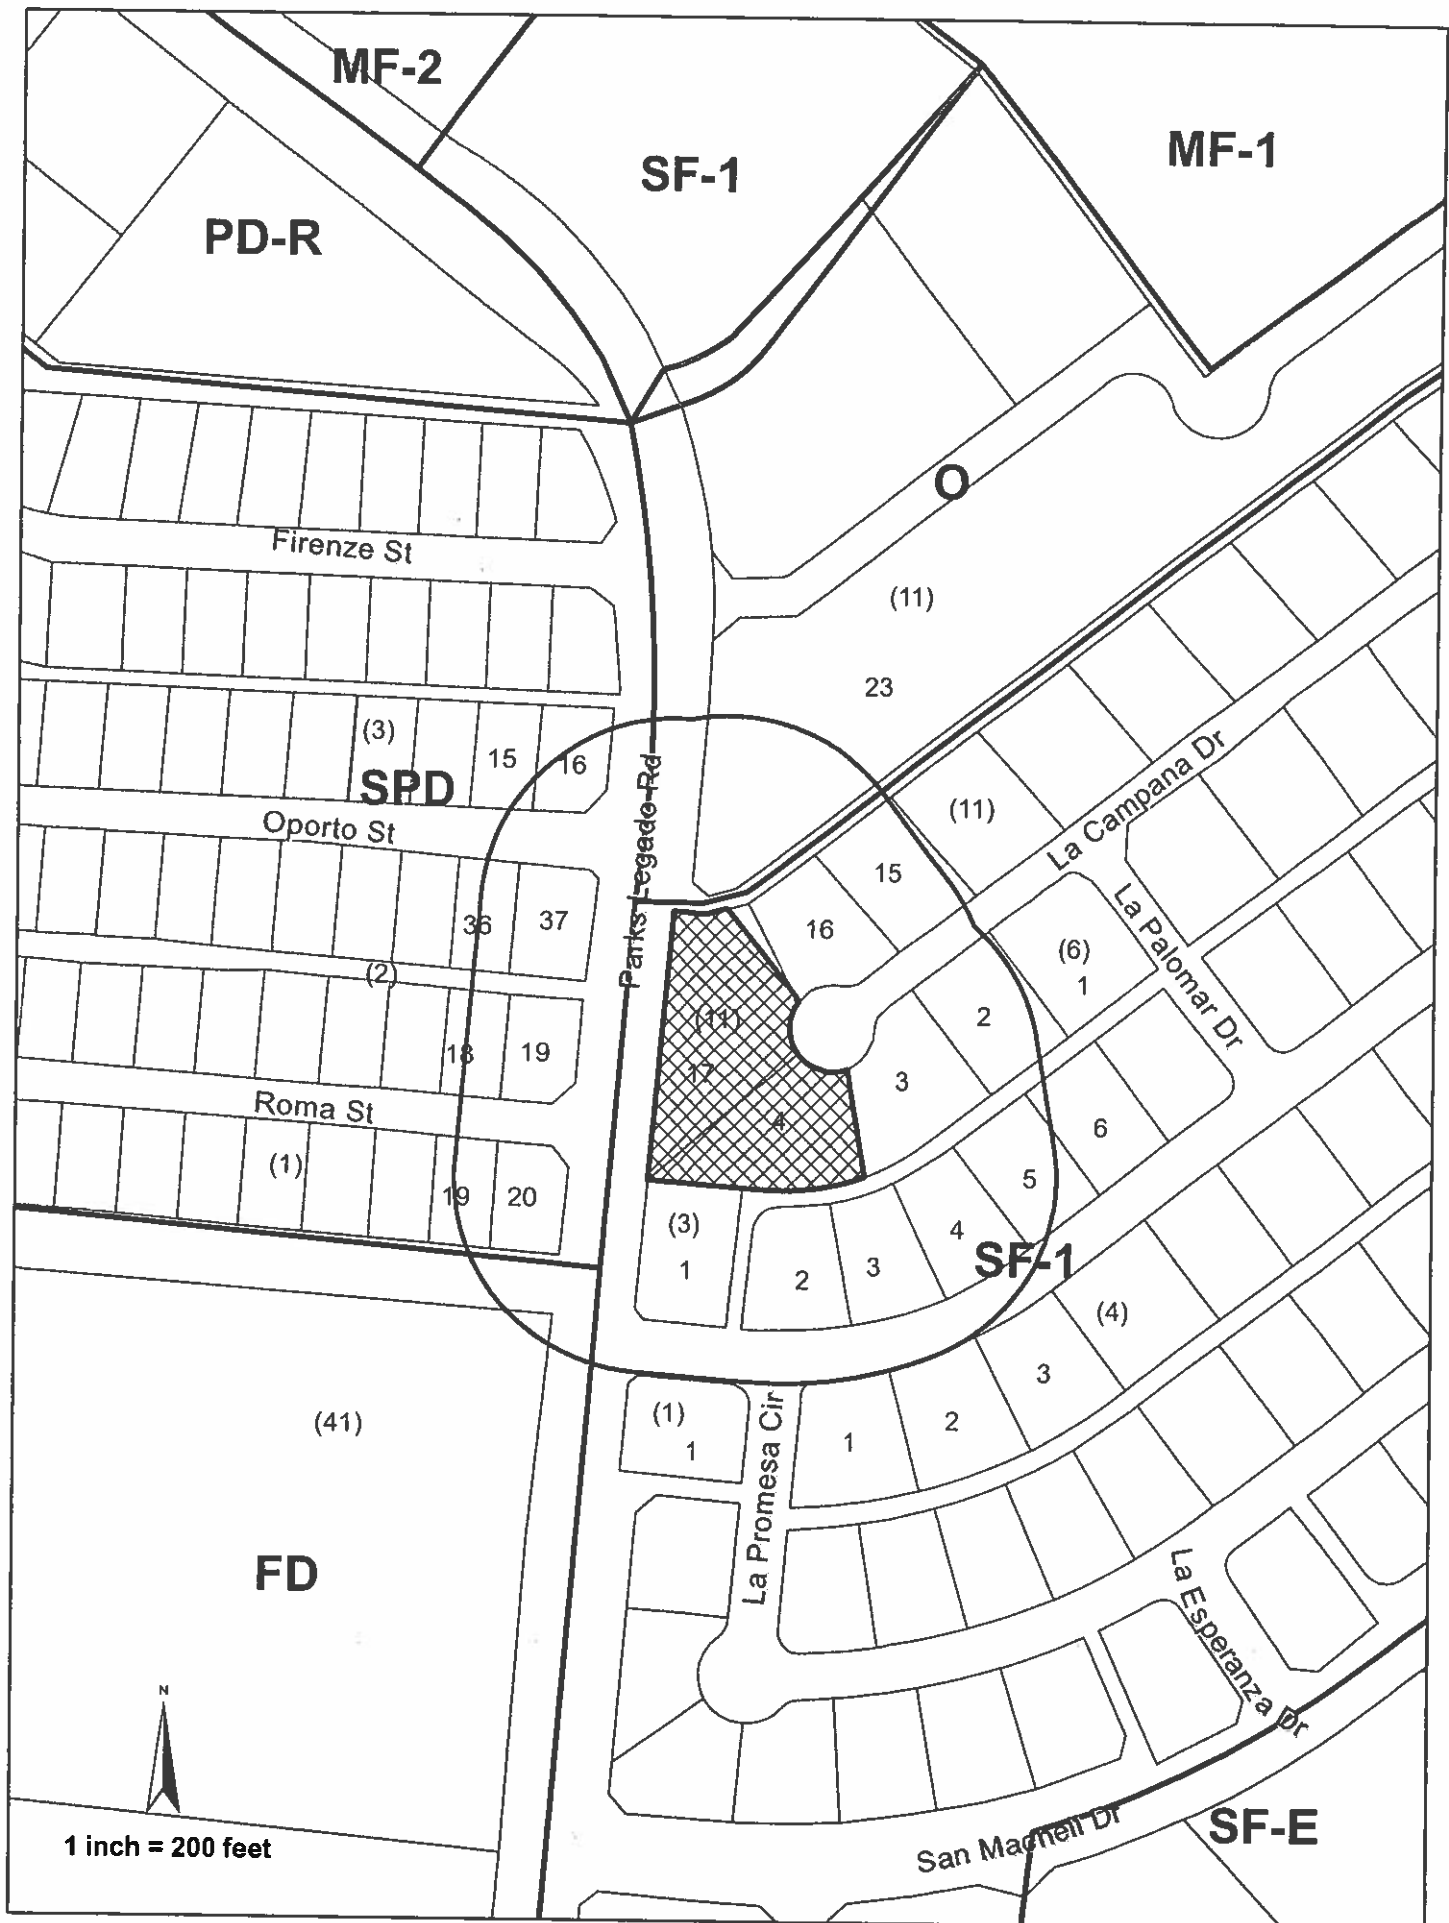 MF-2
SF-1
MF-1
PD-R
O
Firenze St
(11)
23
(3)
15
16
SPD
Oporto St
Parks Legado Rd
(11)
La Campana Dr
15
16
36
37
(2)
La Palomar Dr
(6)
1
2
(11)
17
4
3
18
19
Roma St
(1)
19
20
6
5
4
SF-1
(3)
1
2
3
(4)
3
2
1
(41)
(1)
1
La Promesa Cir
FD
La Esperanza Dr
N
1 inch = 200 feet
San Macheli Dr
SF-E